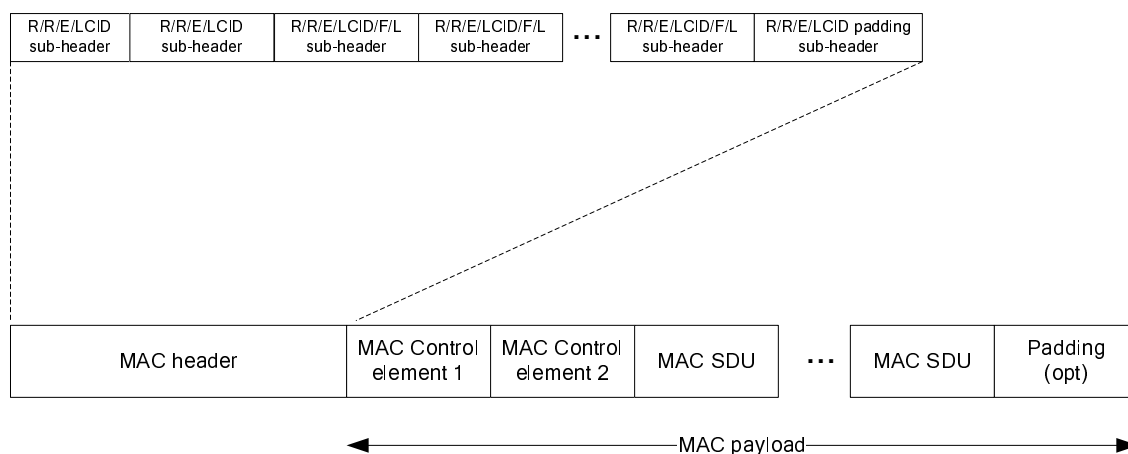 R/R/E/LCID
sub-header
R/R/E/LCID
sub-header
R/R/E/LCID/F/L
sub-header
R/R/E/LCID/F/L
sub-header
...
R/R/E/LCID/F/L
sub-header
R/R/E/LCID padding
sub-header
MAC header
MAC Control
element 1
MAC Control
element 2
MAC SDU
...
MAC SDU
Padding
(opt)
MAC payload